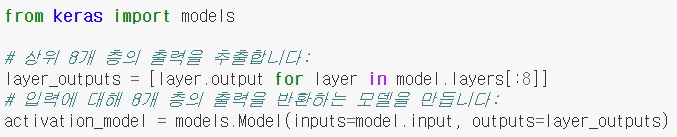 from keras import models
# 상위 8개 층의 출력을 추출합니다:
layer_outputs = [layer.output for layer in model.layers[:8]]
# 입력에 대해 8개 층의 출력을 반환하는 모델을 만듭니다:
activation_model = models.Model(inputs=model.input, outputs=layer_outputs)